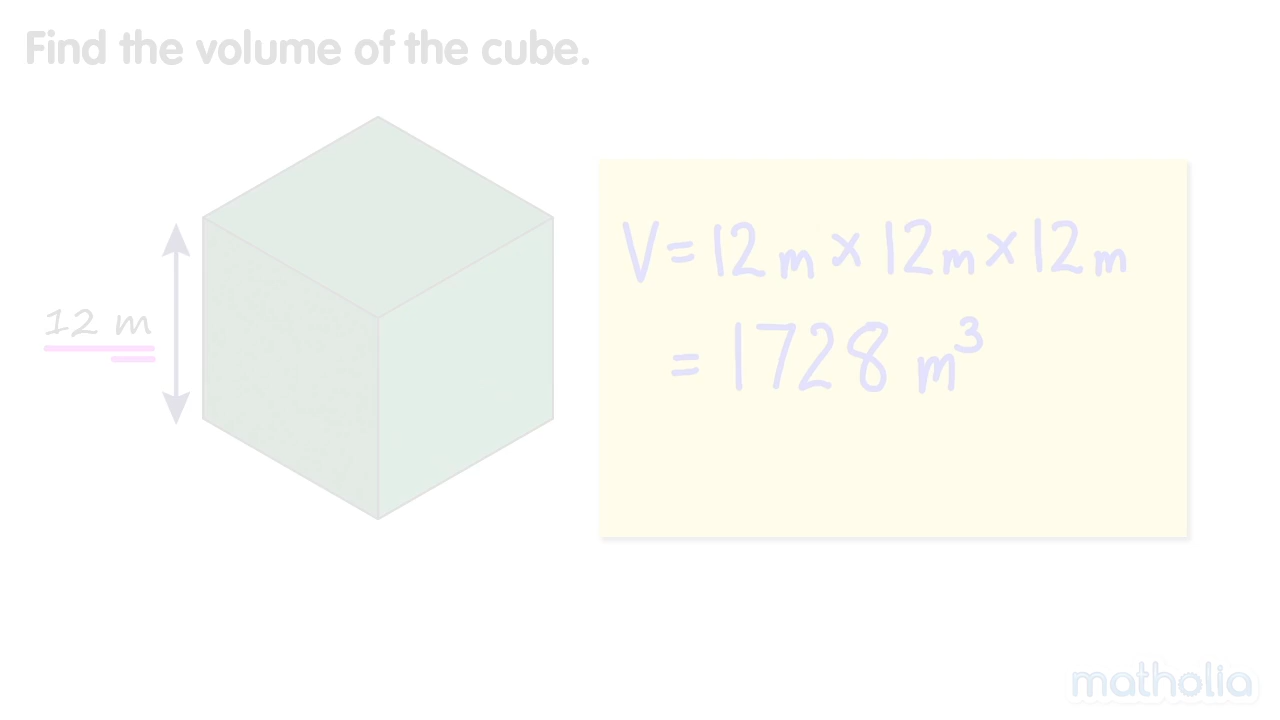 Find the volume of the cube.
12 m
V = 12 m × 12 m × 12 m
= 1728 m³
matholia